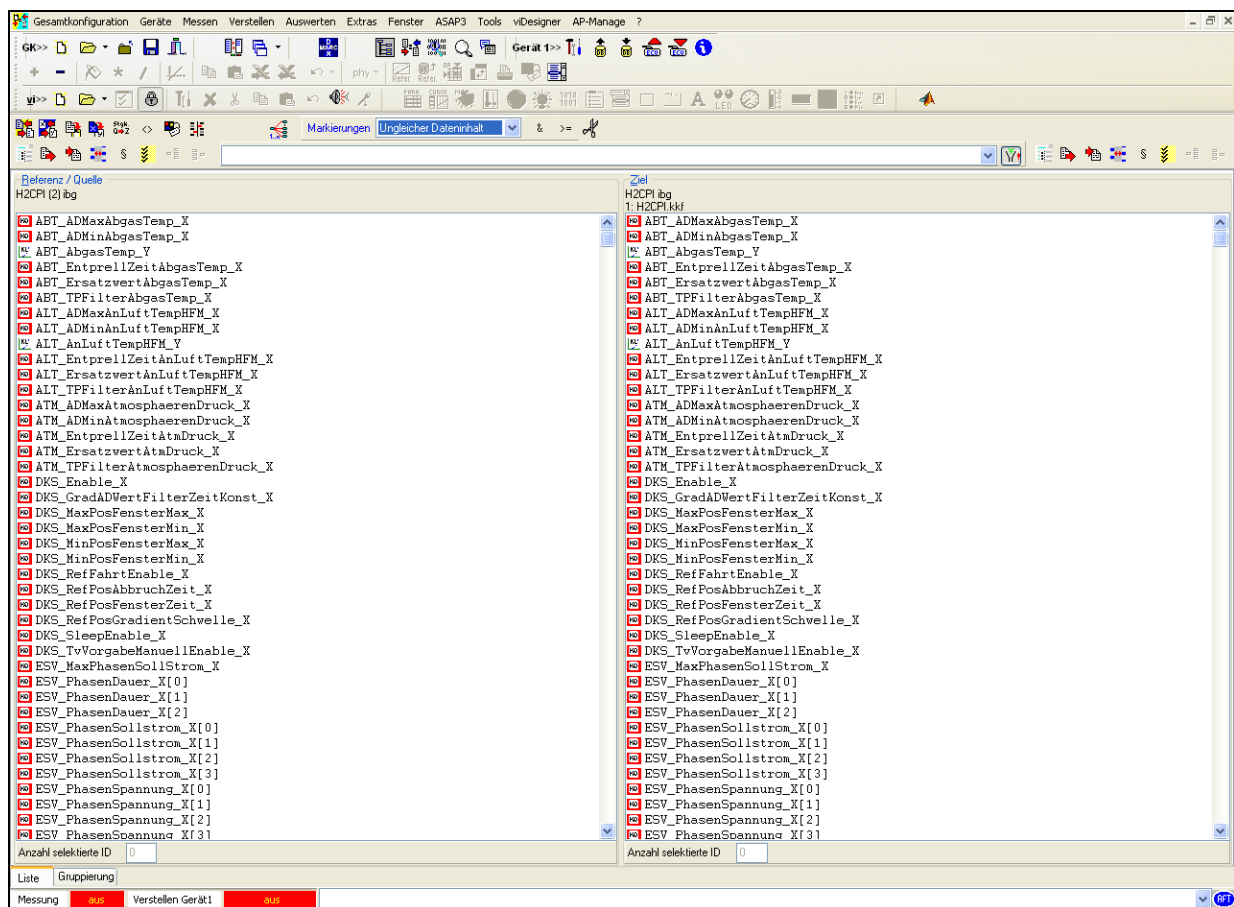 Gesamtkonfiguration Geräte Messen Verstellen Auswerten Extras Fenster ASAP3 Tools viDesigner AP-Manage ?
GK>> Gerät 1>>
phy
Refer. Refer.
vi>> LED
Markierungen Ungleicher Dateninhalt & >=
§ §
Referenz / Quelle
H2CPI (2) ibg
ABT_ADMaxAbgasTemp_X
ABT_ADMinAbgasTemp_X
ABT_AbgasTemp_Y
ABT_EntprellZeitAbgasTemp_X
ABT_ErsatzwertAbgasTemp_X
ABT_TPFilterAbgasTemp_X
ALT_ADMaxAnLuftTempHFM_X
ALT_ADMinAnLuftTempHFM_X
ALT_AnLuftTempHFM_Y
ALT_EntprellZeitAnLuftTempHFM_X
ALT_ErsatzwertAnLuftTempHFM_X
ALT_TPFilterAnLuftTempHFM_X
ATM_ADMaxAtmosphaerenDruck_X
ATM_ADMinAtmosphaerenDruck_X
ATM_EntprellZeitAtmDruck_X
ATM_ErsatzwertAtmDruck_X
ATM_TPFilterAtmosphaerenDruck_X
DKS_Enable_X
DKS_GradADWertFilterZeitKonst_X
DKS_MaxPosFensterMax_X
DKS_MaxPosFensterMin_X
DKS_MinPosFensterMax_X
DKS_MinPosFensterMin_X
DKS_RefFahrtEnable_X
DKS_RefPosAbbruchZeit_X
DKS_RefPosFensterZeit_X
DKS_RefPosGradientSchwelle_X
DKS_SleepEnable_X
DKS_TvVorgabeManuellEnable_X
ESV_MaxPhasenSollStrom_X
ESV_PhasenDauer_X[0]
ESV_PhasenDauer_X[1]
ESV_PhasenDauer_X[2]
ESV_PhasenSollstrom_X[0]
ESV_PhasenSollstrom_X[1]
ESV_PhasenSollstrom_X[2]
ESV_PhasenSollstrom_X[3]
ESV_PhasenSpannung_X[0]
ESV_PhasenSpannung_X[1]
ESV_PhasenSpannung_X[2]
ESV_PhasenSpannung_X[3]
Anzahl selektierte ID 0
Ziel
H2CPI ibg
1: H2CPI.kkf
ABT_ADMaxAbgasTemp_X
ABT_ADMinAbgasTemp_X
ABT_AbgasTemp_Y
ABT_EntprellZeitAbgasTemp_X
ABT_ErsatzwertAbgasTemp_X
ABT_TPFilterAbgasTemp_X
ALT_ADMaxAnLuftTempHFM_X
ALT_ADMinAnLuftTempHFM_X
ALT_AnLuftTempHFM_Y
ALT_EntprellZeitAnLuftTempHFM_X
ALT_ErsatzwertAnLuftTempHFM_X
ALT_TPFilterAnLuftTempHFM_X
ATM_ADMaxAtmosphaerenDruck_X
ATM_ADMinAtmosphaerenDruck_X
ATM_EntprellZeitAtmDruck_X
ATM_ErsatzwertAtmDruck_X
ATM_TPFilterAtmosphaerenDruck_X
DKS_Enable_X
DKS_GradADWertFilterZeitKonst_X
DKS_MaxPosFensterMax_X
DKS_MaxPosFensterMin_X
DKS_MinPosFensterMax_X
DKS_MinPosFensterMin_X
DKS_RefFahrtEnable_X
DKS_RefPosAbbruchZeit_X
DKS_RefPosFensterZeit_X
DKS_RefPosGradientSchwelle_X
DKS_SleepEnable_X
DKS_TvVorgabeManuellEnable_X
ESV_MaxPhasenSollStrom_X
ESV_PhasenDauer_X[0]
ESV_PhasenDauer_X[1]
ESV_PhasenDauer_X[2]
ESV_PhasenSollstrom_X[0]
ESV_PhasenSollstrom_X[1]
ESV_PhasenSollstrom_X[2]
ESV_PhasenSollstrom_X[3]
ESV_PhasenSpannung_X[0]
ESV_PhasenSpannung_X[1]
ESV_PhasenSpannung_X[2]
ESV_PhasenSpannung_X[3]
Anzahl selektierte ID 0
Liste Gruppierung
Messung aus Verstellen Gerät1 aus AFT